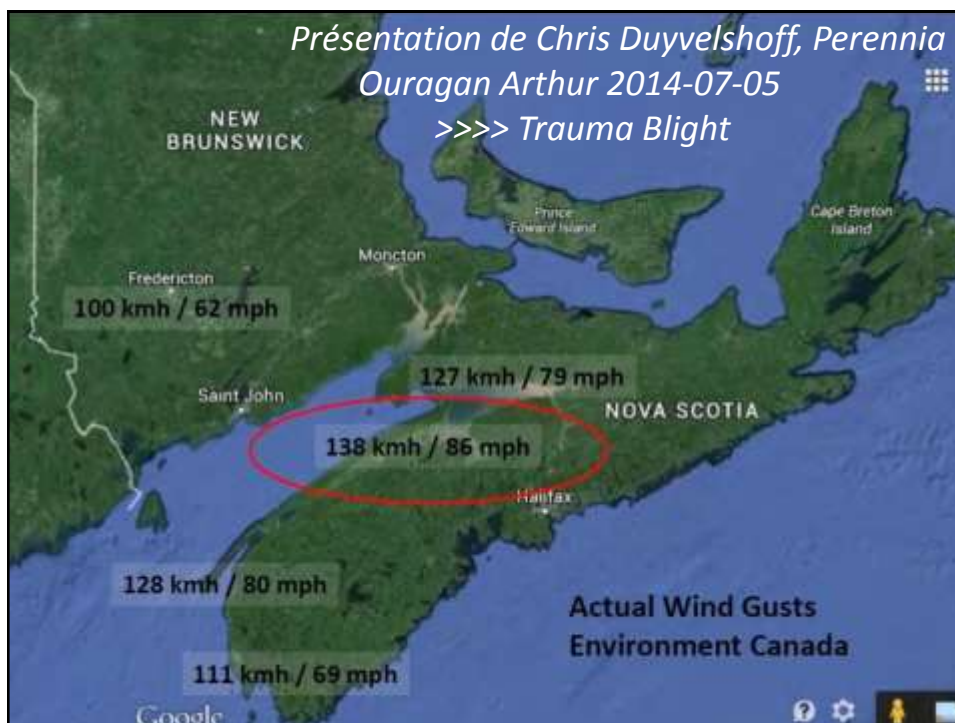 Présentation de Chris Duyvelshoff, Perennia
Ouragan Arthur 2014-07-05
>>>> Trauma Blight
NEW
BRUNSWICK
Prince
Edward Island
Cape Breton
Island
Moncton
Fredericton
100 kmh / 62 mph
127 kmh / 79 mph
Saint John
NOVA SCOTIA
138 kmh / 86 mph
Halifax
128 kmh / 80 mph
Actual Wind Gusts
Environment Canada
111 kmh / 69 mph
Google
?